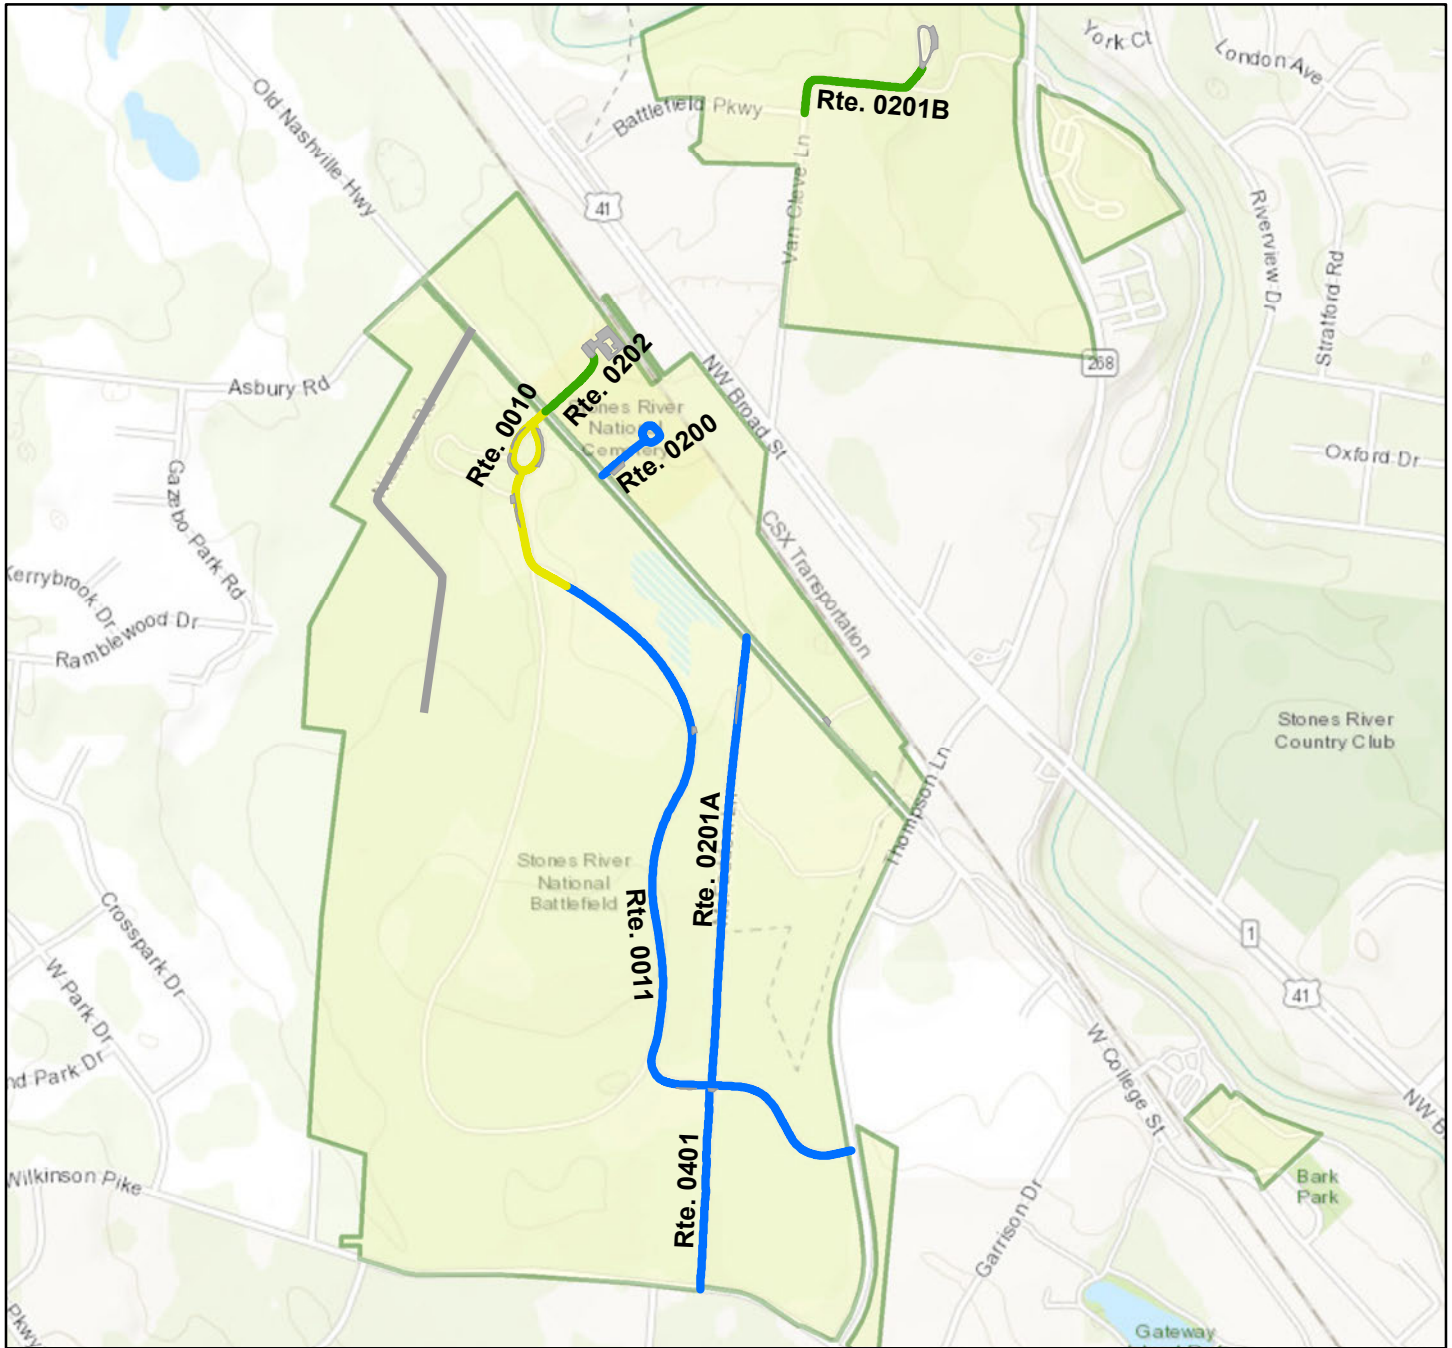 York Ct
London Ave
Old Nashville Hwy
Battlefield Pkwy
Rte. 0201B
Van Cleve Ln
41
Riverview Dr
Stratford Rd
268
NW Broad St
Asbury Rd
Rte. 0202
Rte. 0010
Stones River
National
Cemetery
Rte. 0200
Oxford Dr
Gazebo Park Rd
CSX Transportation
Kerrybrook Dr
Ramblewood Dr
Stones River
Country Club
Thompson Ln
Rte. 0201A
Stones River
National
Battlefield
Rte. 0011
Crosspark Dr
W Park Dr
1
41
nd Park Dr
W College St
NW B
Rte. 0401
Wilkinson Pike
Bark
Park
Garrison Dr
Pkwy
Gateway